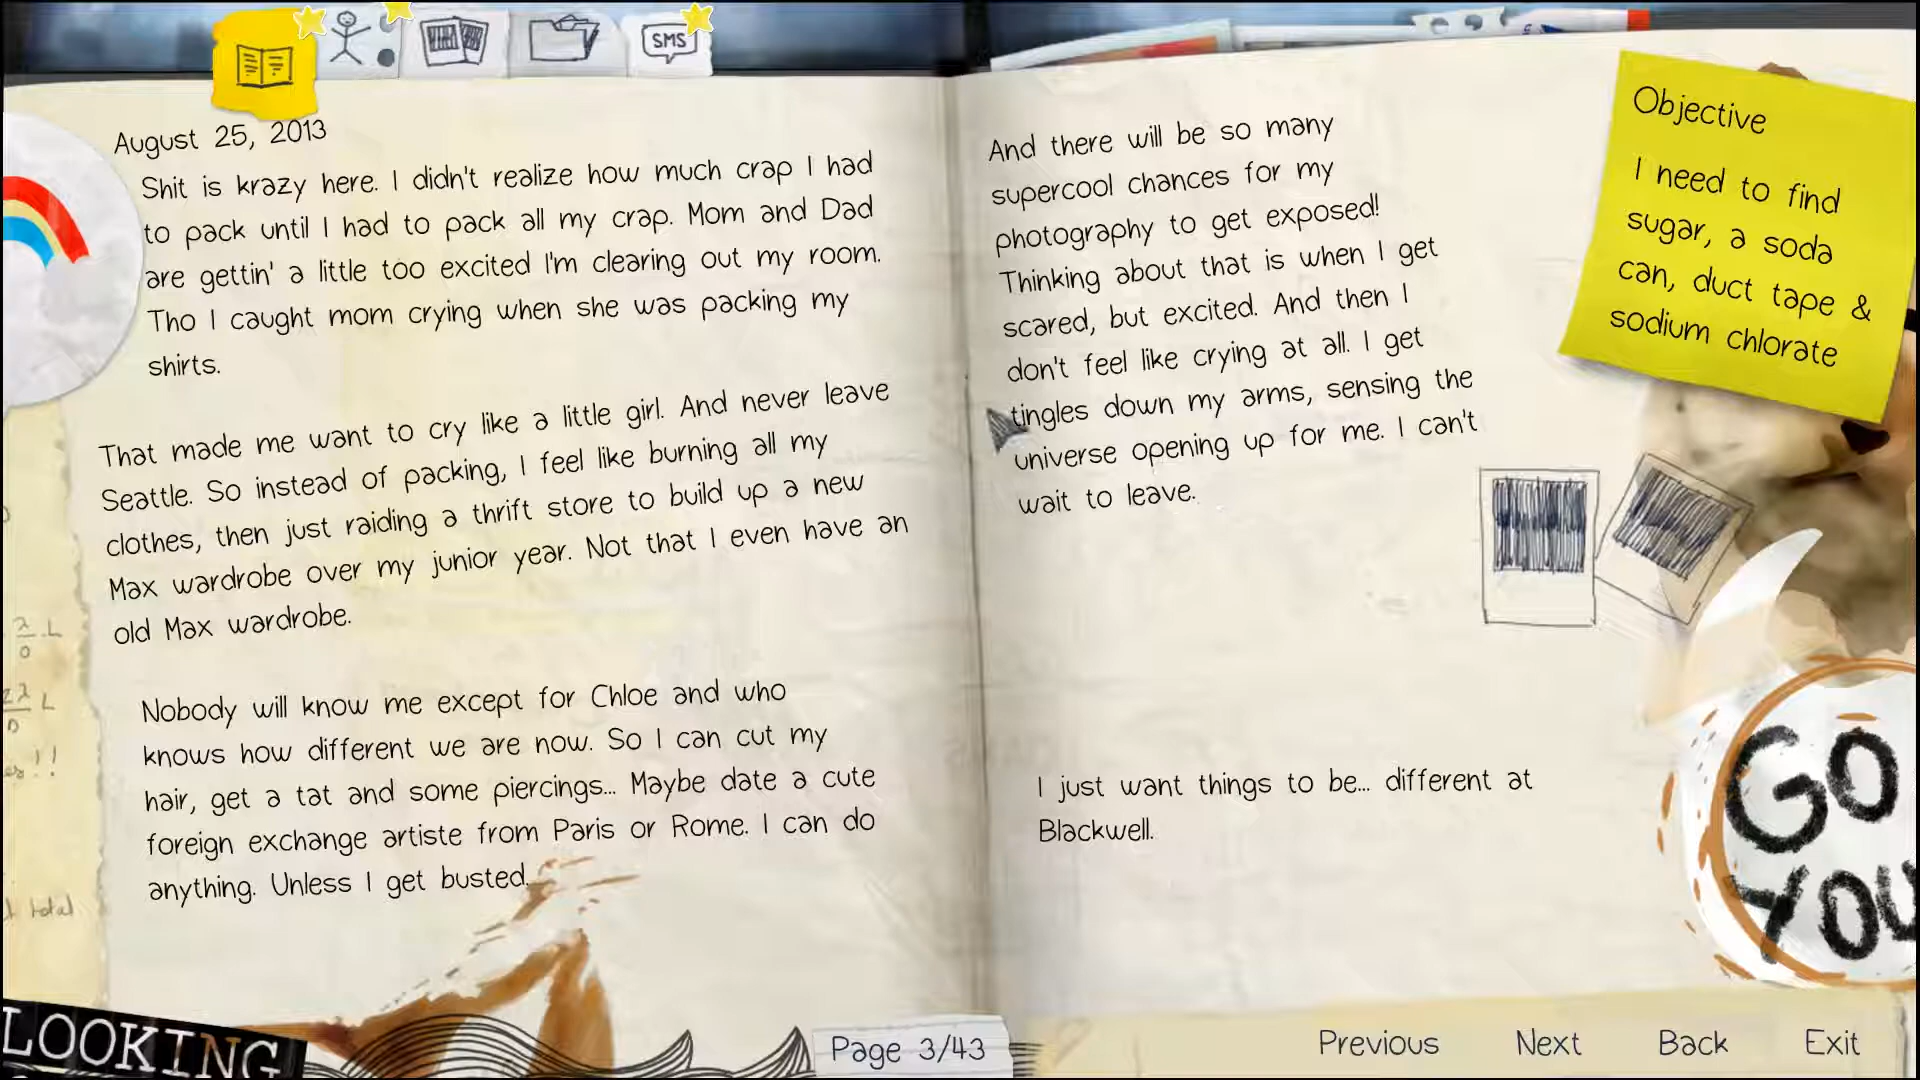 SMS
August 25, 2013
Shit is krazy here. I didn't realize how much crap I had
to pack until I had to pack all my crap. Mom and Dad
are gettin' a little too excited I'm clearing out my room.
Tho I caught mom crying when she was packing my
shirts.
That made me want to cry like a little girl. And never leave
Seattle. So instead of packing, I feel like burning all my
clothes, then just raiding a thrift store to build up a new
Max wardrobe over my junior year. Not that I even have an
old Max wardrobe.
Nobody will know me except for Chloe and who
knows how different we are now. So I can cut my
hair, get a tat and some piercings... Maybe date a cute
foreign exchange artiste from Paris or Rome. I can do
anything. Unless I get busted.
And there will be so many
supercool chances for my
photography to get exposed!
Thinking about that is when I get
scared, but excited. And then I
don't feel like crying at all. I get
tingles down my arms, sensing the
universe opening up for me. I can't
wait to leave.
I just want things to be... different at
Blackwell.
Objective
I need to find
sugar, a soda
can, duct tape &
sodium chlorate
GO
YOU
total
LOOKING
Page 3/43
Previous
Next
Back
Exit